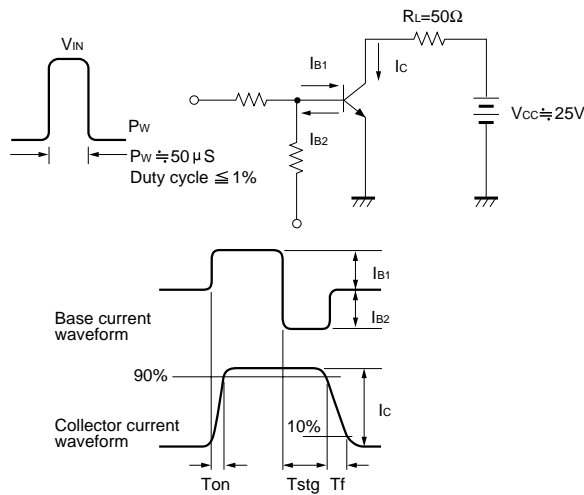 VIN
PW
PW ≒ 50 μ S
Duty cycle ≦ 1%
RL=50Ω
IB1
IC
IB2
VCC ≒ 25V
Base current
waveform
IB1
IB2
90%
Collector current
waveform
10%
IC
Ton
Tstg
Tf